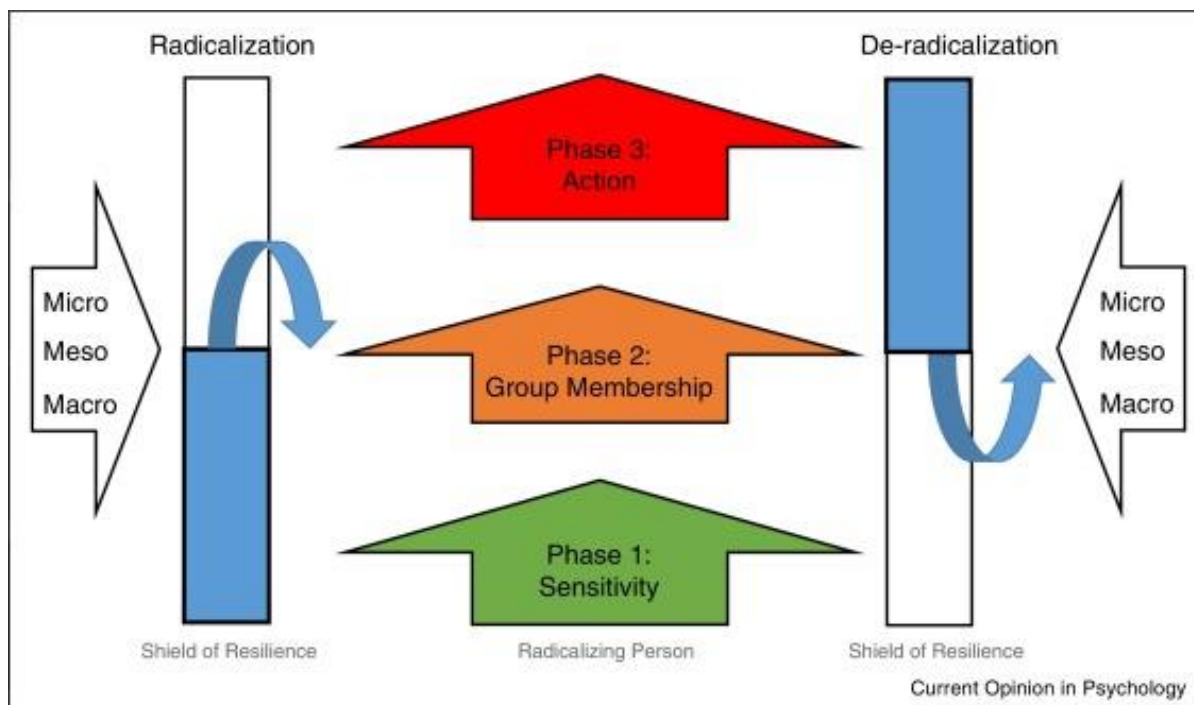 Radicalization
De-radicalization
Phase 3:
Action
Micro
Meso
Macro
Phase 2:
Group Membership
Micro
Meso
Macro
Phase 1:
Sensitivity
Shield of Resilience
Radicalizing Person
Shield of Resilience
Current Opinion in Psychology